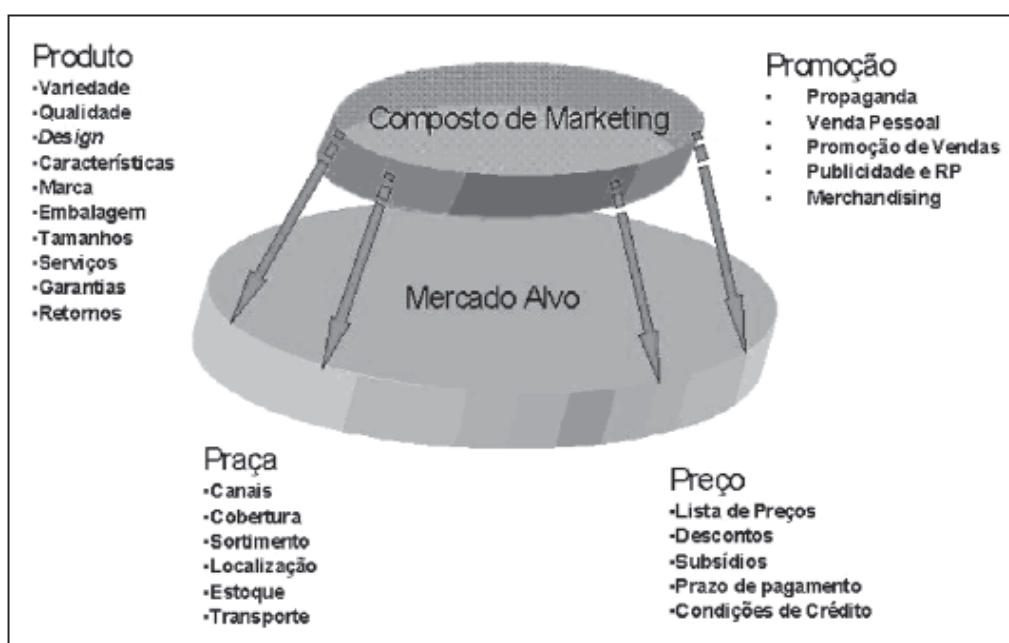 Produto
•Variedade
•Qualidade
•Design
•Características
•Marca
•Embalagem
•Tamanhos
•Serviços
•Garantias
•Retornos
Composto de Marketing
Promoção
• Propaganda
• Venda Pessoal
• Promoção de Vendas
• Publicidade e RP
• Merchandising
Mercado Alvo
Praça
•Canais
•Cobertura
•Sortimento
•Localização
•Estoque
•Transporte
Preço
•Lista de Preços
•Descontos
•Subsídios
•Prazo de pagamento
•Condições de Crédito